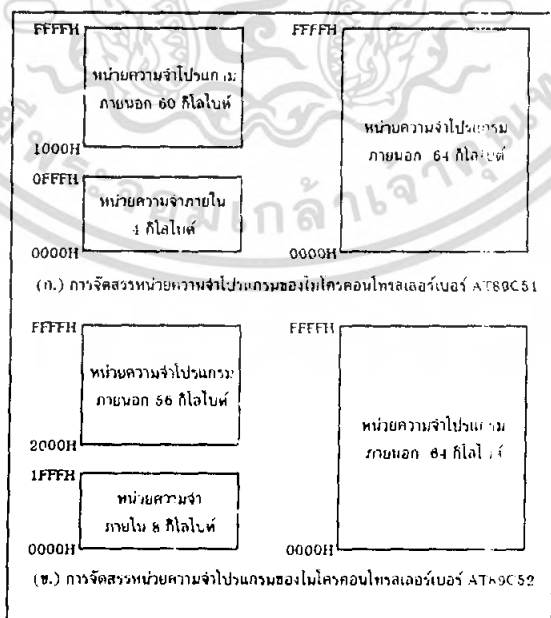 FFFFH
หน่วยความจำโปรแกรม
ภายนอก 60 กิโลไบท์
1000H
0FFFH
หน่วยความจำภายใน
4 กิโลไบต์
0000H
FFFFH
หน่วยความจำโปรแกรม
ภายนอก 64 กิโลไบต์
0000H
(ก.) การจัดสรรหน่วยความจำโปรแกรมของไมโครคอนโทรลเลอร์เบอร์ AT89C51
FFFFH
หน่วยความจำโปรแกรม
ภายนอก 56 กิโลไบท์
2000H
1FFFH
หน่วยความจำ
ภายใน 8 กิโลไบท์
0000H
FFFFH
หน่วยความจำโปรแกรม
ภายนอก 64
0000H
(ข.) การจัดสรรหน่วยความจำโปรแกรมของไมโครคอนโทรลเลอร์เบอร์ AT89C52